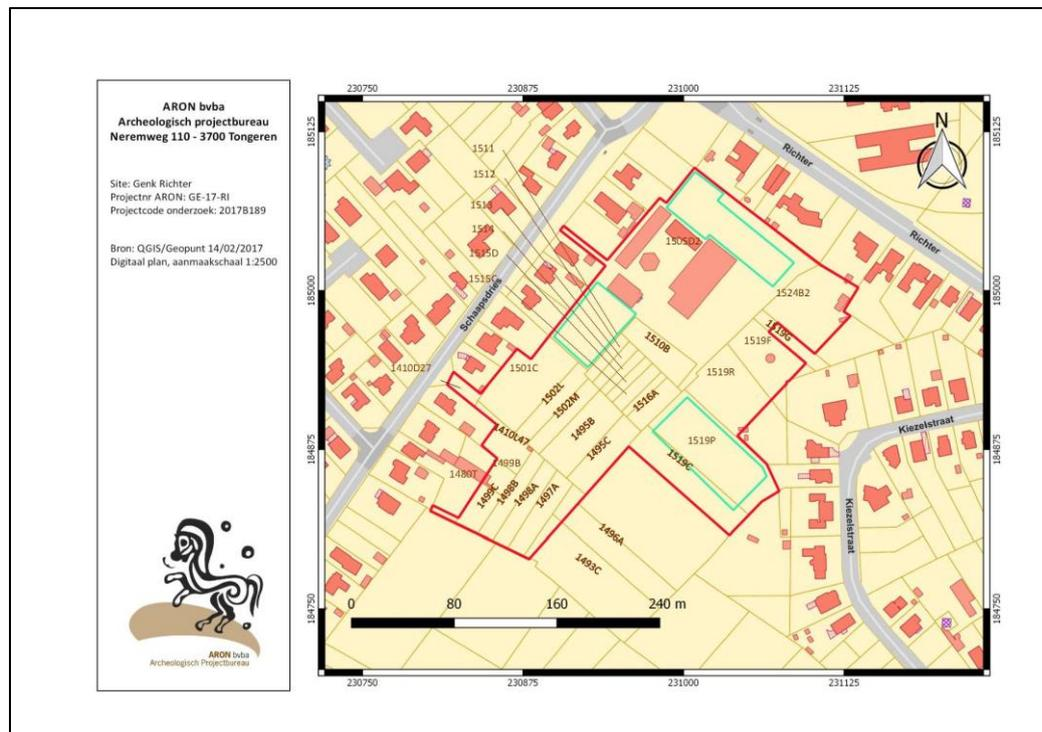 ARON bvba
Archeologisch projectbureau
Neremweg 110 - 3700 Tongeren
Site: Genk Richter
Projectnr ARON: GE-17-RI
Projectcode onderzoek: 2017B189
Bron: QGIS/Geopunt 14/02/2017
Digitaal plan, aanmaakschaal 1:2500
ARON bvba
Archeologisch Projectbureau
230750
230875
231000
231125
185125
185125
N
Richter
Richter
1511
1512
1513
1514
1515D
1515C
1505D2
185000
185000
1524B2
Schaapsdries
1519G
1519F
1510B
1410D27
1501C
1519R
1502L
1502M
1516A
1495B
1410L47
1495C
1519P
Kiezelstraat
184875
184875
1499B
1519C
1480T
1499C
1498B
1498A
1497A
Kiezelstraat
1496A
1493C
0
80
160
240 m
184750
184750
230750
230875
231000
231125